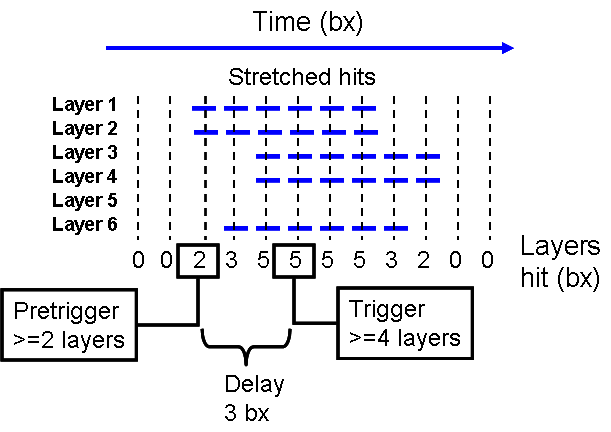 Time (bx)
Stretched hits
Layer 1
Layer 2
Layer 3
Layer 4
Layer 5
Layer 6
0 0 2 3 5 5 5 5 3 2 0 0
Layers
hit (bx)
Pretrigger
>=2 layers
Trigger
>=4 layers
Delay
3 bx